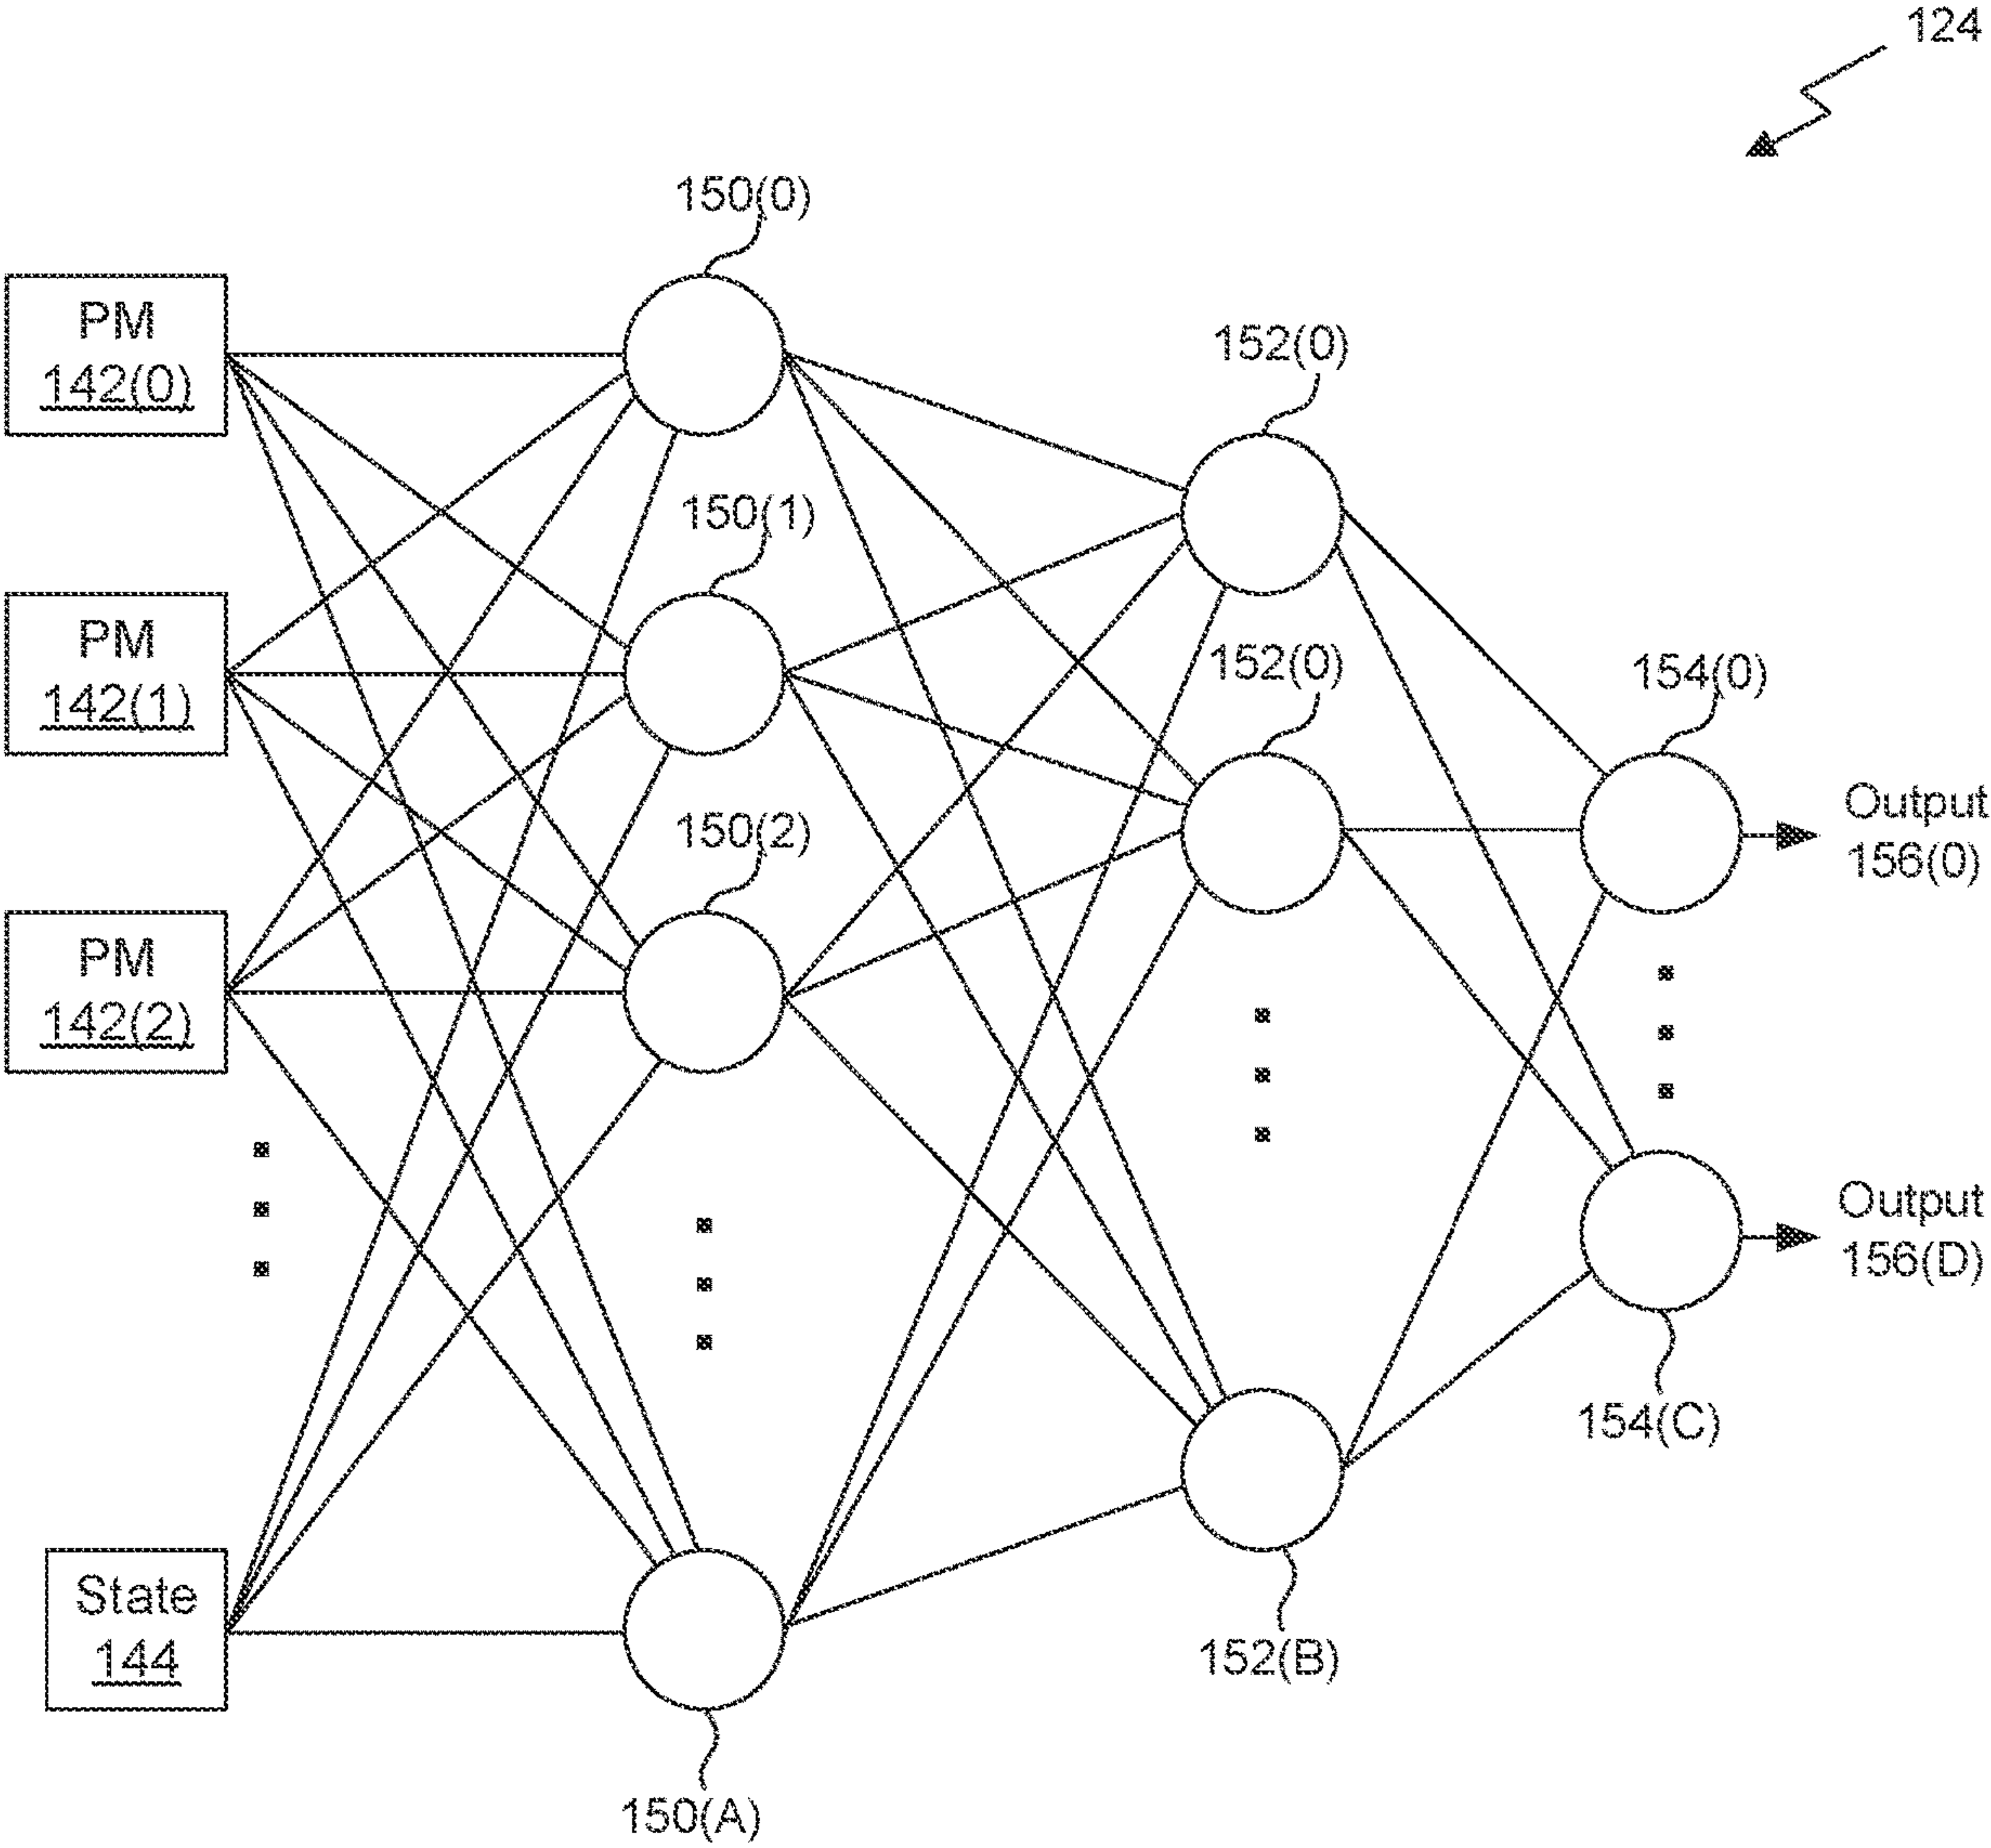 124
150(0)
PM
142(0)
152(0)
150(1)
PM
142(1)
152(0)
154(0)
Output
156(0)
150(2)
PM
142(2)
Output
156(D)
154(C)
State
144
152(B)
150(A)